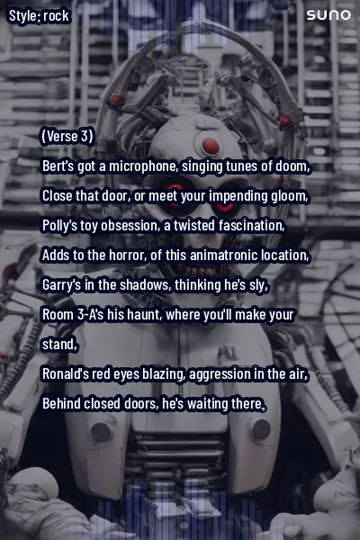 Style: rock
suno
(Verse 3)
Bert's got a microphone, singing tunes of doom,
Close that door, or meet your impending gloom,
Polly's toy obsession, a twisted fascination,
Adds to the horror, of this animatronic location,
Garry's in the shadows, thinking he's sly,
Room 3-A's his haunt, where you'll make your
stand,
Ronald's red eyes blazing, aggression in the air,
Behind closed doors, he's waiting there,